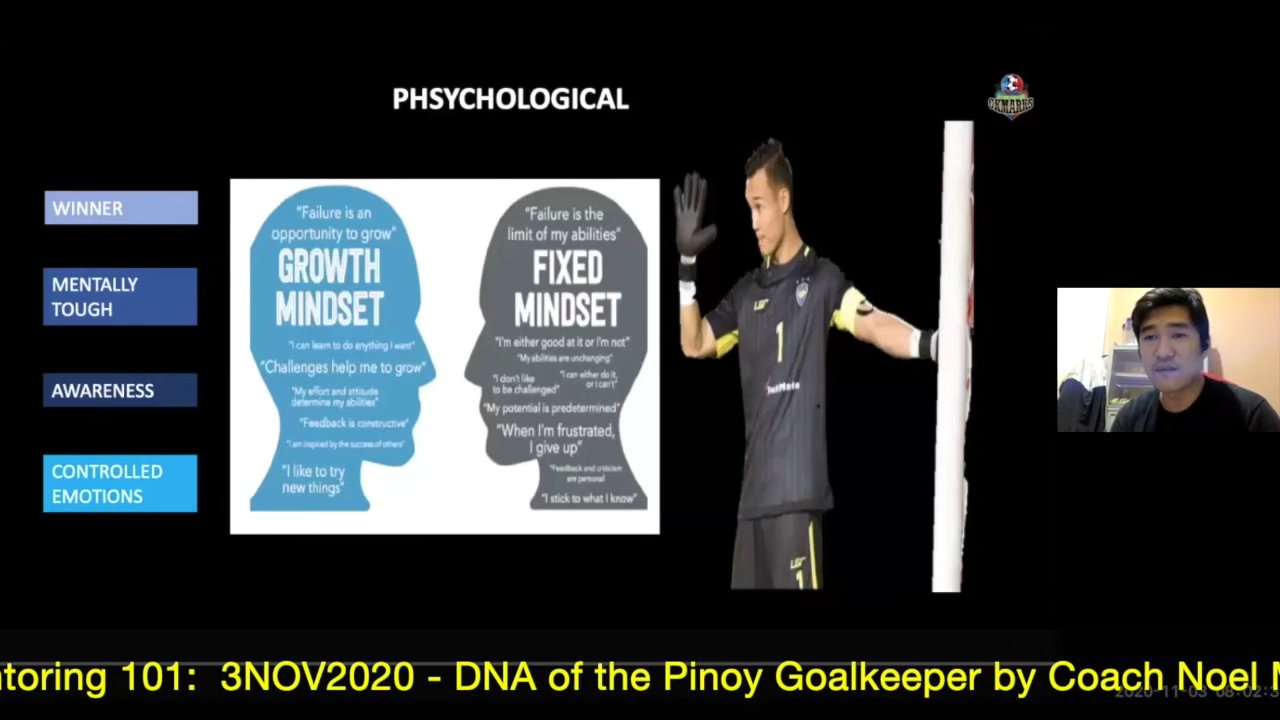 PHSYCHOLOGICAL
GKMARKS
WINNER
MENTALLY
TOUGH
AWARENESS
CONTROLLED
EMOTIONS
“Failure is an
opportunity to grow”
GROWTH
MINDSET
“I can learn to do anything I want”
“Challenges help me to grow”
“My effort and attitude
determine my abilities”
“Feedback is constructive”
“I am inspired by the success of others”
“I like to try
new things”
“Failure is the
limit of my abilities”
FIXED
MINDSET
“I'm either good at it or I'm not”
“My abilities are unchanging”
“I don't like
to be challenged”
“I can either do it,
or I can't”
“My potential is predetermined”
“When I'm frustrated,
I give up”
“Feedback and criticism
are personal”
“I stick to what I know”
1
1
ntoring 101: 3NOV2020 - DNA of the Pinoy Goalkeeper by Coach Noel